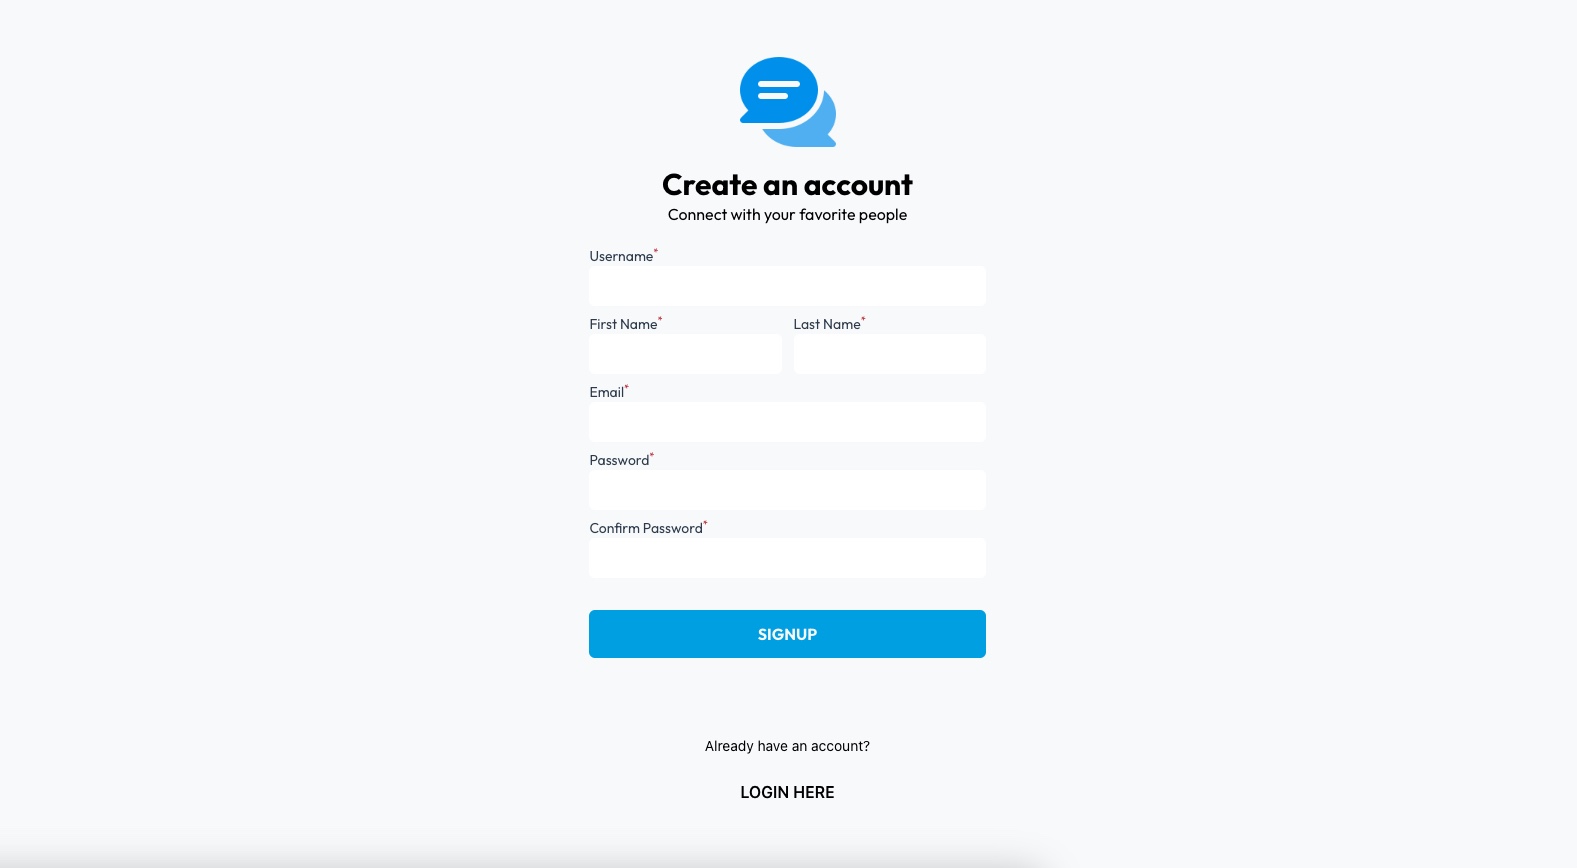 Create an account
Connect with your favorite people
Username*
First Name* Last Name*
Email*
Password*
Confirm Password*
SIGNUP
Already have an account?
LOGIN HERE